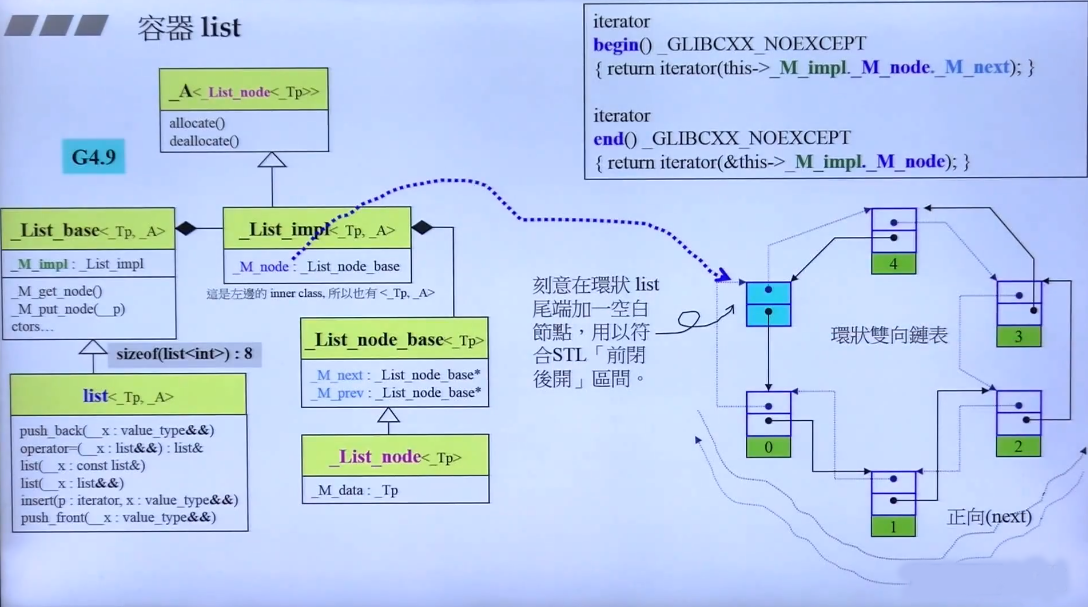 容器 list
iterator
begin() _GLIBCXX_NOEXCEPT
{ return iterator(this->_M_impl._M_node._M_next); }
iterator
end() _GLIBCXX_NOEXCEPT
{ return iterator(&this->_M_impl._M_node); }
_A<_List_node<_Tp>>
allocate()
deallocate()
G4.9
_List_base<_Tp, _A>
_M_impl : _List_impl
_M_get_node()
_M_put_node(__p)
ctors…
_List_impl<_Tp, _A>
_M_node : _List_node_base
這是左邊的 inner class, 所以也有 <_Tp, _A>
sizeof(list<int>) : 8
list<_Tp, _A>
push_back(__x : value_type&&)
operator=(__x : list&&) : list&
list(__x : const list&)
list(__x : list&&)
insert(p : iterator, x : value_type&&)
push_front(__x : value_type&&)
_List_node_base<_Tp>
_M_next : _List_node_base*
_M_prev : _List_node_base*
_List_node<_Tp>
_M_data : _Tp
刻意在環狀 list
尾端加一空白
節點，用以符
合STL「前閉
後開」區間。
環狀雙向鏈表
4
3
2
0
1
正向(next)